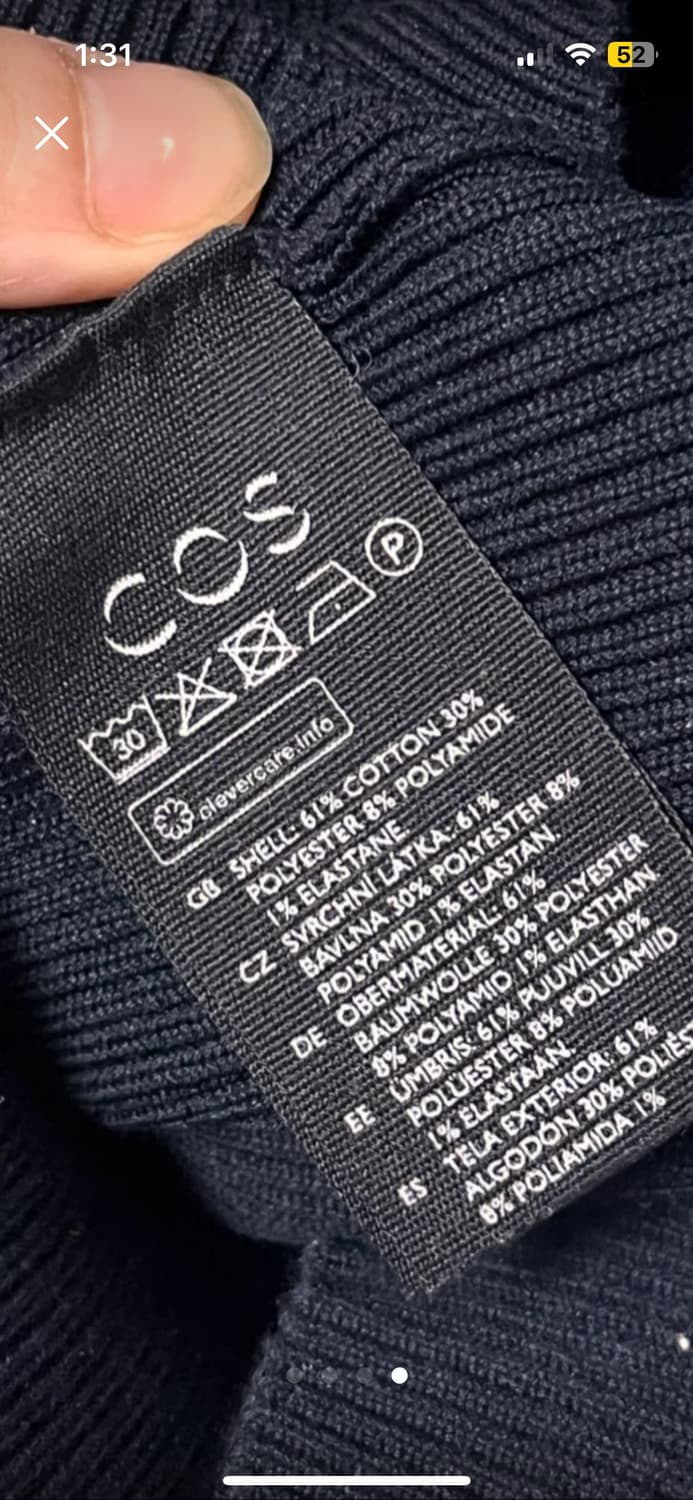 1:31
52
COS
P
30
clevercare.info
GB SHELL: 61% COTTON 30%
POLYESTER 8% POLYAMIDE
1% ELASTANE
CZ SVRCHNÍ LÁTKA: 61%
BAVLNA 30% POLYESTER 8%
POLYAMID 1% ELASTAN.
DE OBERMATERIAL: 61%
BAUMWOLLE 30% POLYESTER
8% POLYAMID 1% ELASTHAN.
EE ÜMBRIS: 61% PUUVILL 30%
POLÜESTER 8% POLÜAMIID
1% ELASTAAN.
ES TELA EXTERIOR: 61%
ALGODÓN 30% POLIÉS
8% POLIAMIDA 1%